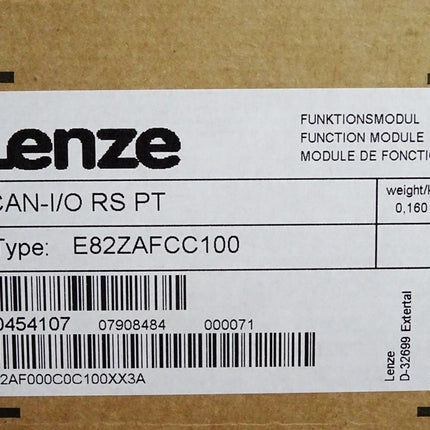 Lenze
FUNKTIONSMODUL
FUNCTION MODULE
MODULE DE FONCTIO
CAN-I/O RS PT
weight/k
0,160
Type: E82ZAFCC100
0454107 07908484 000071
2AF000C0C100XX3A
Lenze
D-32699 Extertal